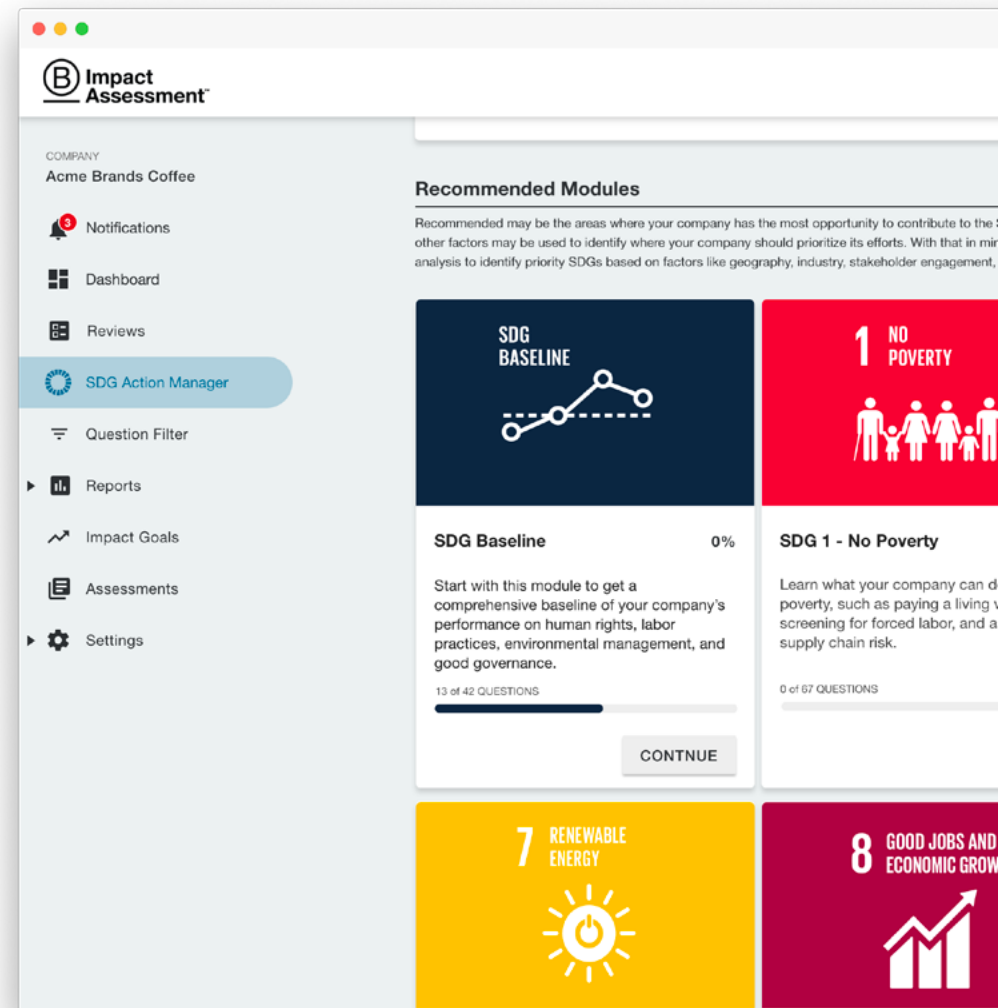 B Impact
Assessment™
COMPANY
Acme Brands Coffee
3
Notifications
Dashboard
Reviews
SDG Action Manager
Question Filter
Reports
Impact Goals
Assessments
Settings
Recommended Modules
Recommended may be the areas where your company has the most opportunity to contribute to the
other factors may be used to identify where your company should prioritize its efforts. With that in
analysis to identify priority SDGs based on factors like geography, industry, stakeholder engagement,
SDG
BASELINE
SDG Baseline 0%
Start with this module to get a
comprehensive baseline of your company's
performance on human rights, labor
practices, environmental management, and
good governance.
13 of 42 QUESTIONS
CONTNUE
1 NO
POVERTY
SDG 1 - No Poverty
Learn what your company can
poverty, such as paying a living
screening for forced labor, and a
supply chain risk.
0 of 67 QUESTIONS
7 RENEWABLE
ENERGY
8 GOOD JOBS AND
ECONOMIC GROW